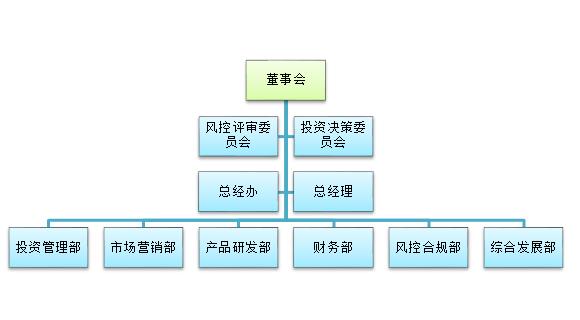 董事会
风控评审委
员会
投资决策委
员会
总经办
总经理
投资管理部
市场营销部
产品研发部
财务部
风控合规部
综合发展部